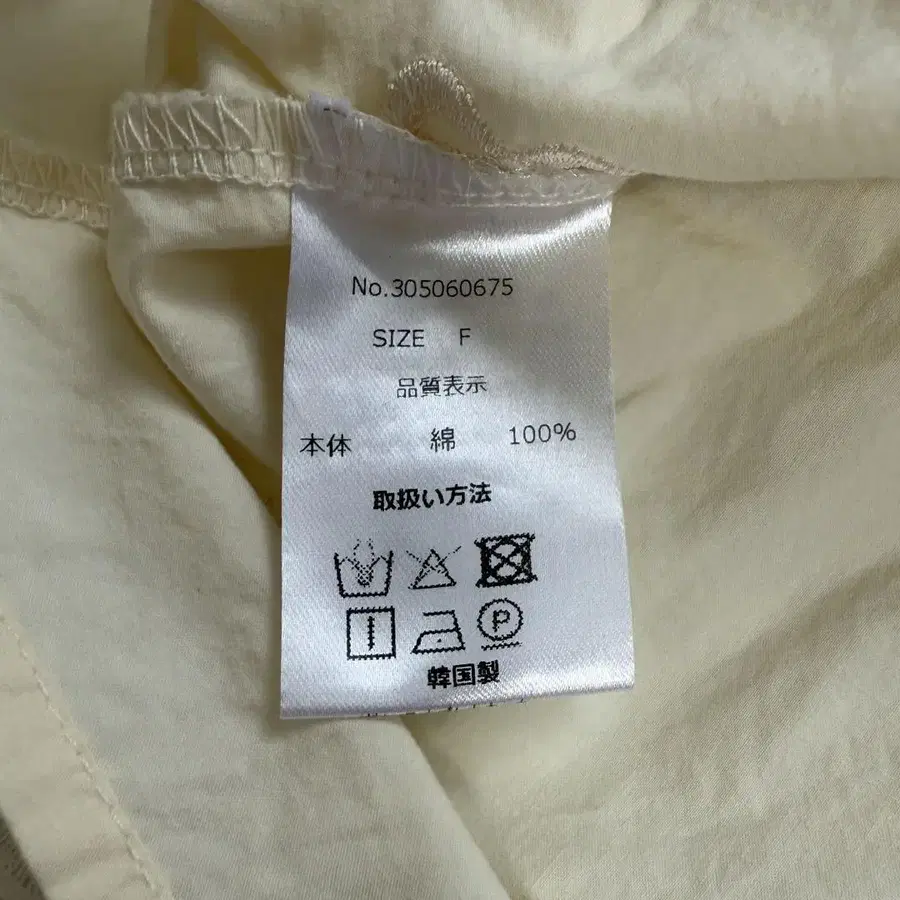 No.305060675
SIZE F
品質表示
本体 綿 100%
取扱い方法
P
韓国製